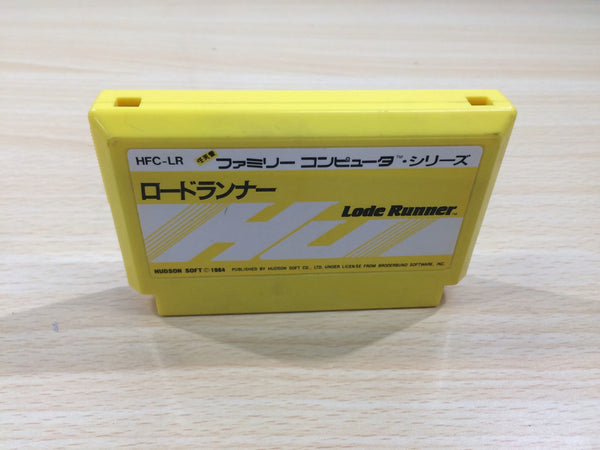 HFC-LR 任天堂 ファミリー コンピュータ™・シリーズ
ロードランナー
Lode Runner™
HU
HUDSON SOFT © 1984 PUBLISHED BY HUDSON SOFT CO., LTD. UNDER LICENSE FROM BRODERBUND SOFTWARE, INC.